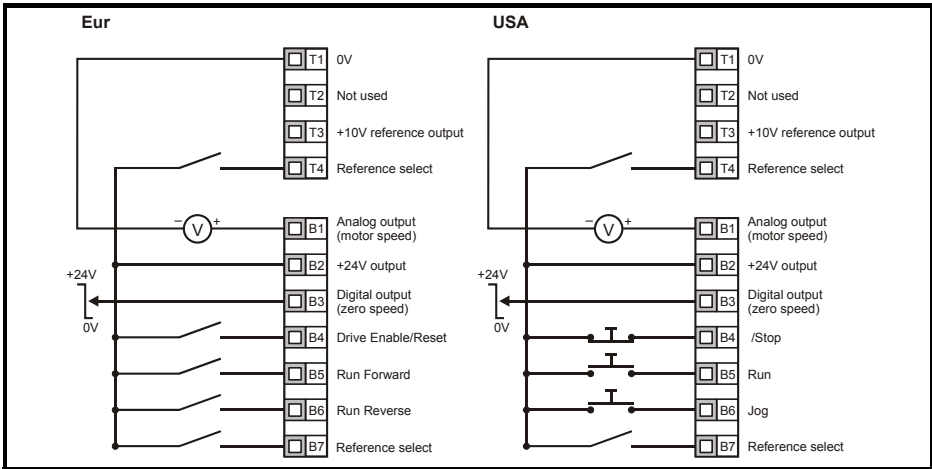 Eur
T1 0V
T2 Not used
T3 +10V reference output
T4 Reference select
– V +
B1 Analog output
(motor speed)
B2 +24V output
+24V
0V
B3 Digital output
(zero speed)
B4 Drive Enable/Reset
B5 Run Forward
B6 Run Reverse
B7 Reference select
USA
T1 0V
T2 Not used
T3 +10V reference output
T4 Reference select
– V +
B1 Analog output
(motor speed)
B2 +24V output
+24V
0V
B3 Digital output
(zero speed)
B4 /Stop
B5 Run
B6 Jog
B7 Reference select